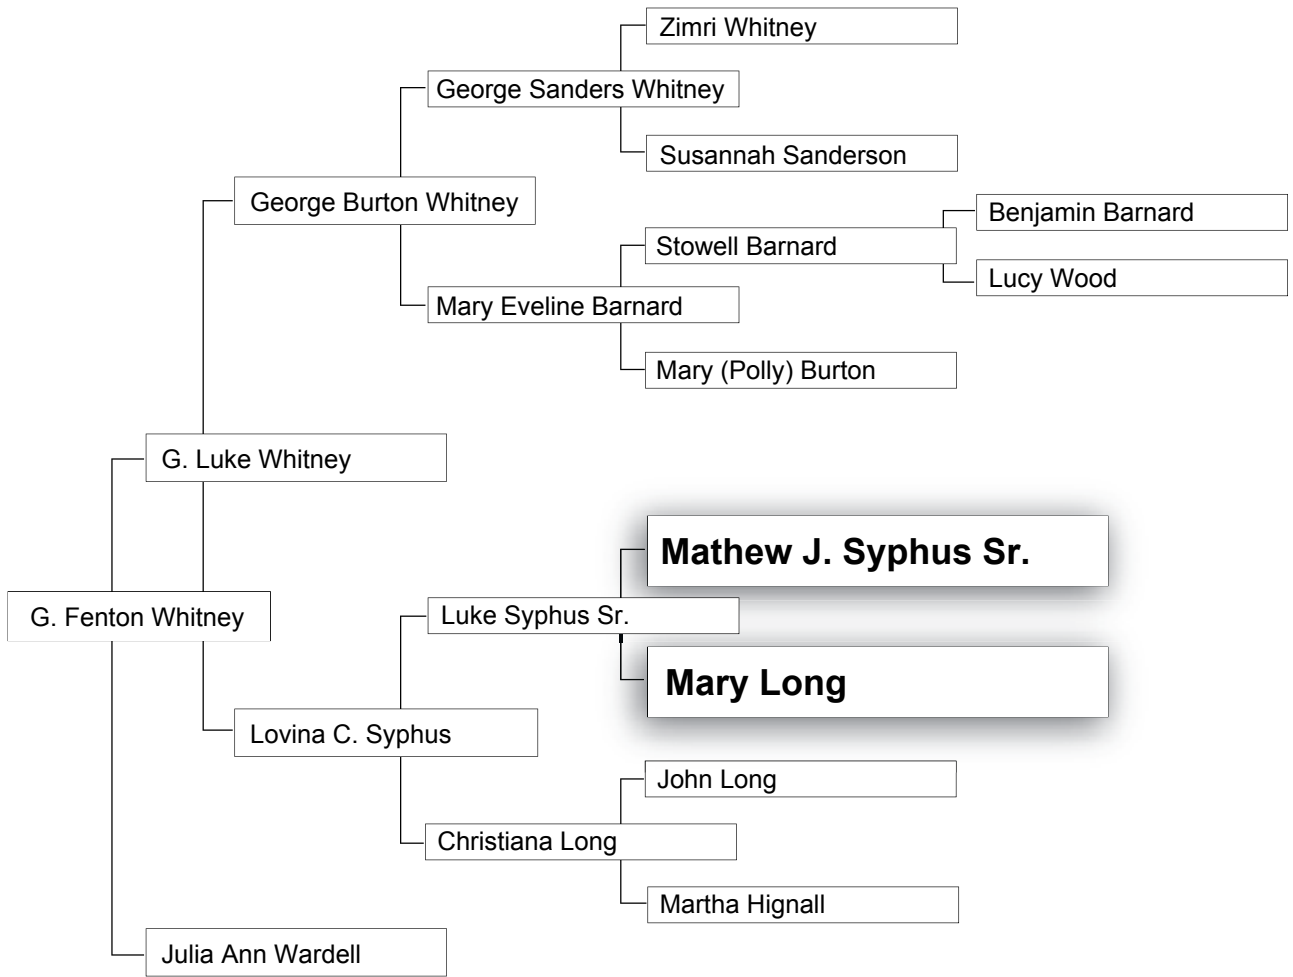 Zimri Whitney
George Sanders Whitney
Susannah Sanderson
George Burton Whitney
Benjamin Barnard
Stowell Barnard
Lucy Wood
Mary Eveline Barnard
Mary (Polly) Burton
G. Luke Whitney
Mathew J. Syphus Sr.
G. Fenton Whitney
Luke Syphus Sr.
Mary Long
Lovina C. Syphus
John Long
Christiana Long
Martha Hignall
Julia Ann Wardell